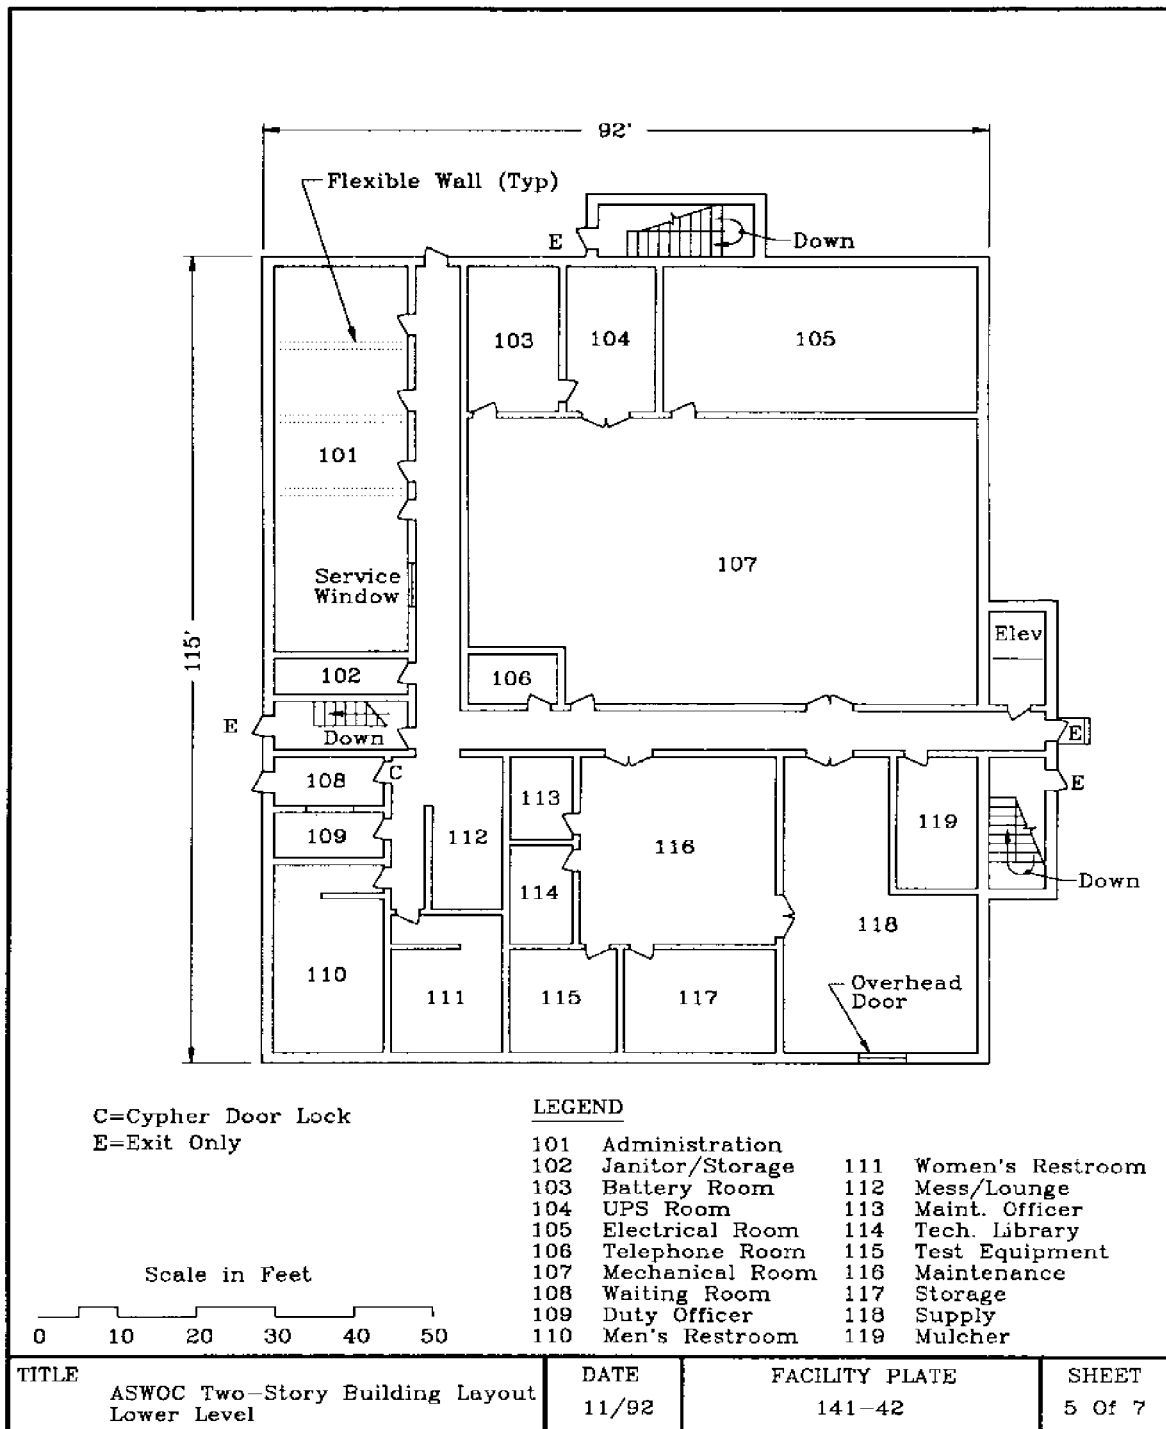 92'
Flexible Wall (Typ)
E
Down
103
104
105
101
107
Service
Window
115'
Elev
102
106
E
Down
E
108
C
E
113
109
112
119
116
114
Down
118
110
111
115
117
Overhead
Door
C=Cypher Door Lock
E=Exit Only
LEGEND
101 Administration
102 Janitor/Storage
103 Battery Room
104 UPS Room
105 Electrical Room
106 Telephone Room
107 Mechanical Room
108 Waiting Room
109 Duty Officer
110 Men's Restroom
111 Women's Restroom
112 Mess/Lounge
113 Maint. Officer
114 Tech. Library
115 Test Equipment
116 Maintenance
117 Storage
118 Supply
119 Mulcher
Scale in Feet
0 10 20 30 40 50
TITLE
ASWOC Two-Story Building Layout
Lower Level
DATE
11/92
FACILITY PLATE
141-42
SHEET
5 Of 7